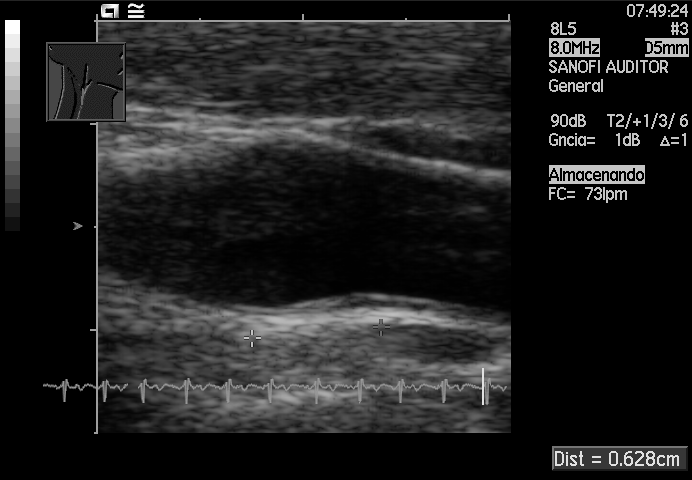 07:49:24
8L5 #3
8.0MHz 05mm
SANOFI AUDITOR
General
90dB T2/+1/3/ 6
Gncia= 1dB Δ=1
Almacenando
FC= 73lpm
Dist = 0.628cm